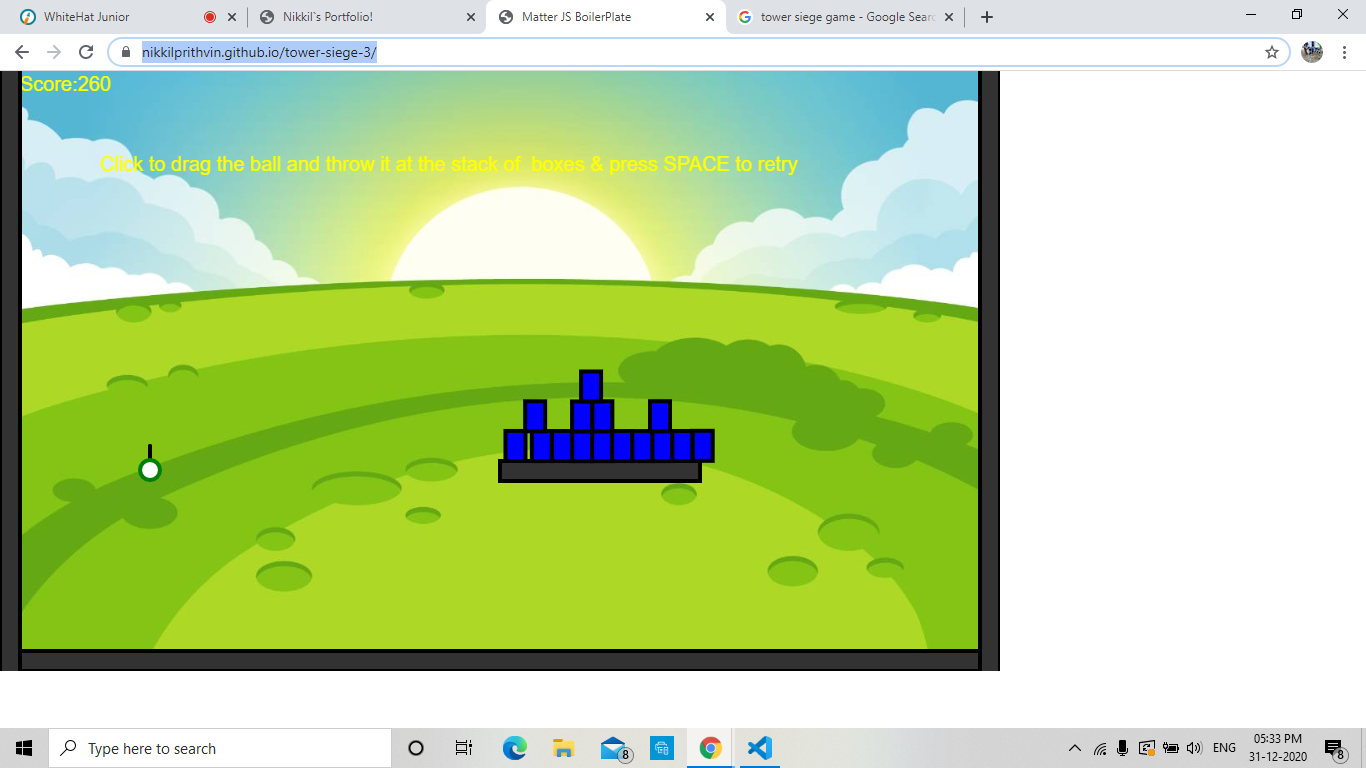 WhiteHat Junior
Nikkil`s Portfolio!
Matter JS BoilerPlate
tower siege game - Google Searc
nikkilprithvin.github.io/tower-siege-3/
Score:260
Click to drag the ball and throw it at the stack of  boxes & press SPACE to retry
Type here to search
8
ENG
05:33 PM
31-12-2020
8